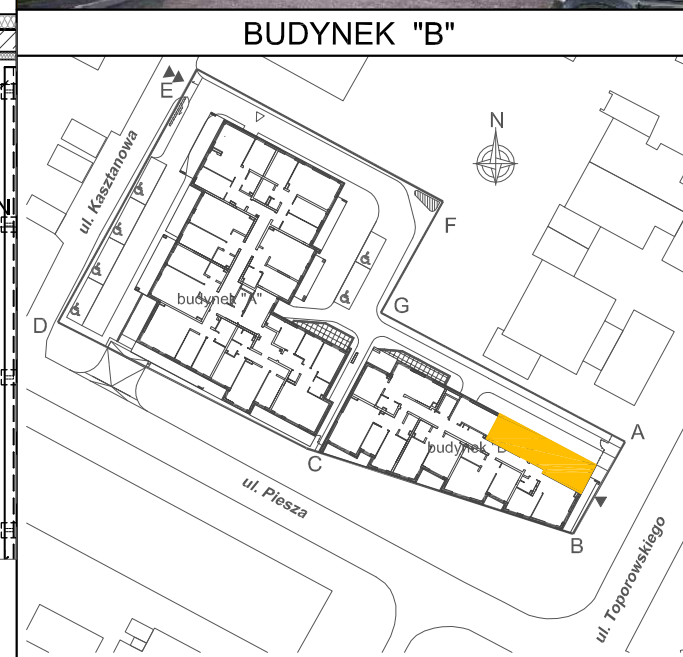 BUDYNEK "B"
E
N
ul. Kasztanowa
F
budynek "A"
G
D
A
budynek "B"
C
ul. Piesza
B
ul. Toporowskiego